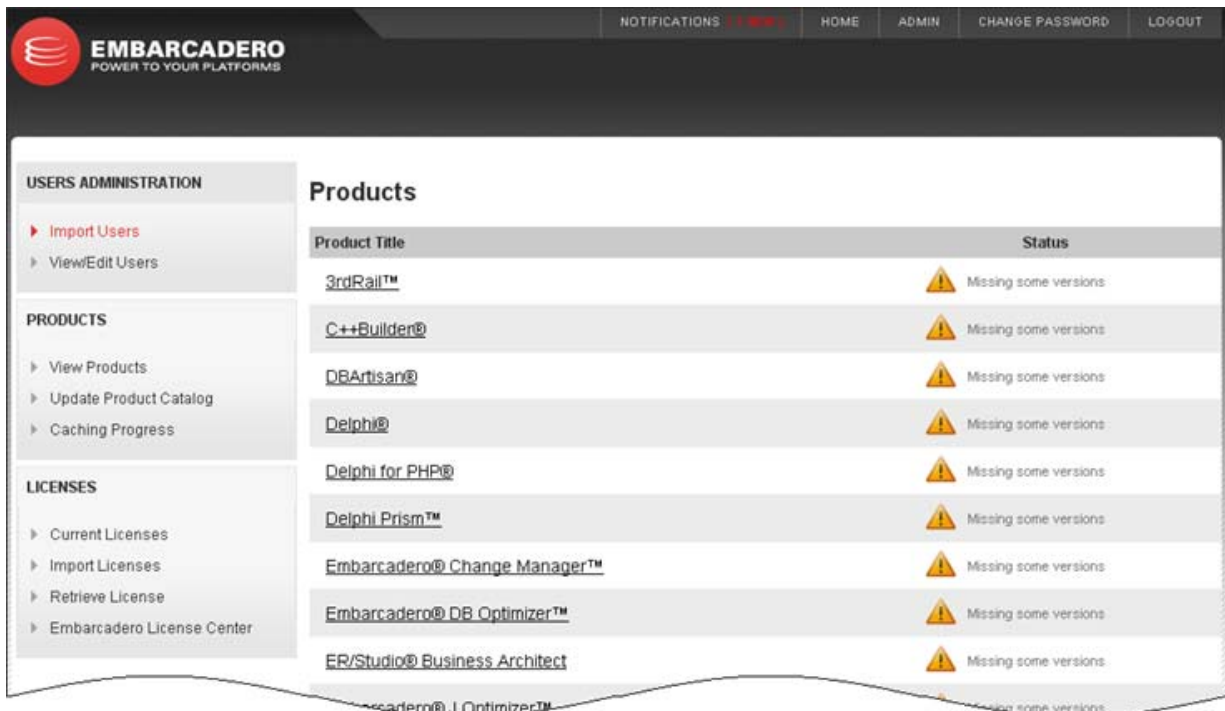 NOTIFICATIONS HOME ADMIN CHANGE PASSWORD LOGOUT
EMBARCADERO
POWER TO YOUR PLATFORMS
USERS ADMINISTRATION
Import Users
View/Edit Users
PRODUCTS
View Products
Update Product Catalog
Caching Progress
LICENSES
Current Licenses
Import Licenses
Retrieve License
Embarcadero License Center
Products
Product Title Status
3rdRail™ Missing some versions
C++Builder® Missing some versions
DBArtisan® Missing some versions
Delphi® Missing some versions
Delphi for PHP® Missing some versions
Delphi Prism™ Missing some versions
Embarcadero® Change Manager™ Missing some versions
Embarcadero® DB Optimizer™ Missing some versions
ER/Studio® Business Architect Missing some versions
J Optimizer™ some versions